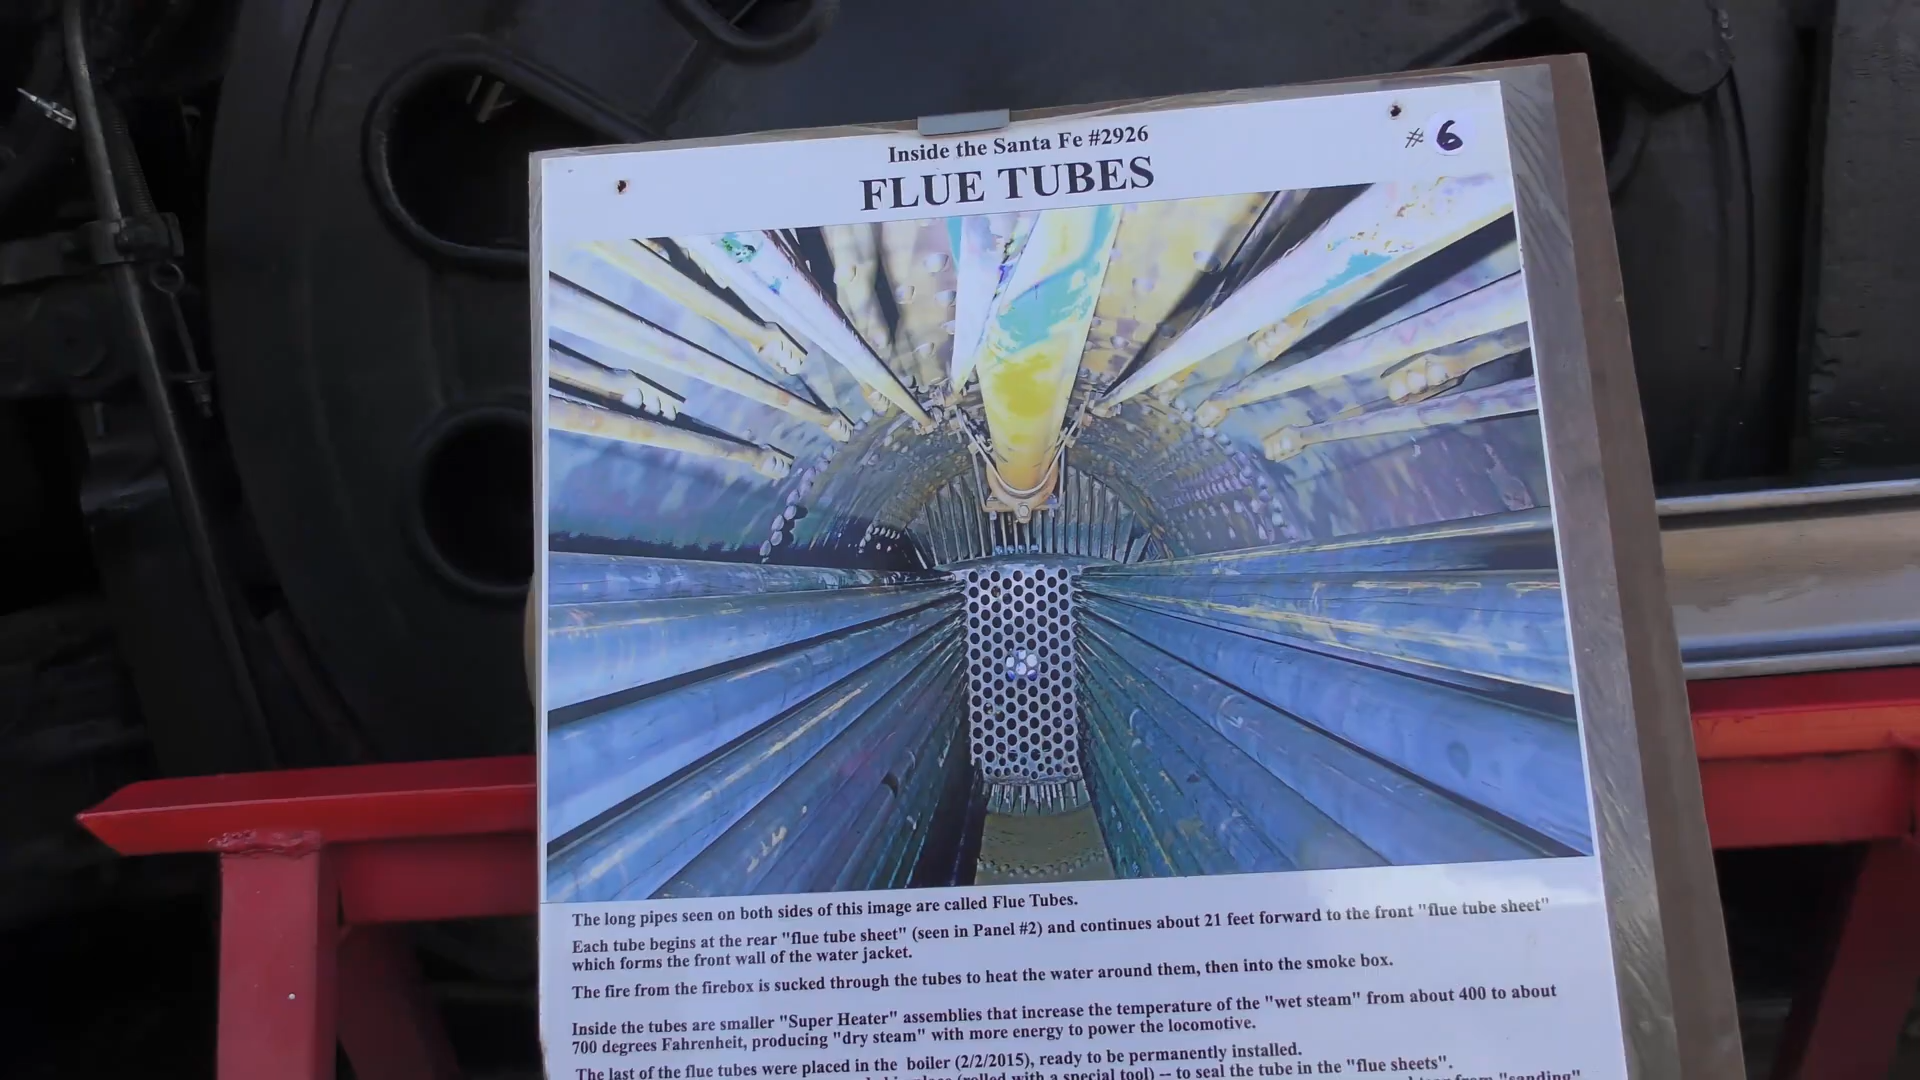 Inside the Santa Fe #2926
# 6
FLUE TUBES
The long pipes seen on both sides of this image are called Flue Tubes.
Each tube begins at the rear "flue tube sheet" (seen in Panel #2) and continues about 21 feet forward to the front "flue tube sheet"
which forms the front wall of the water jacket.
The fire from the firebox is sucked through the tubes to heat the water around them, then into the smoke box.
Inside the tubes are smaller "Super Heater" assemblies that increase the temperature of the "wet steam" from about 400 to about
700 degrees Fahrenheit, producing "dry steam" with more energy to power the locomotive.
The last of the flue tubes were placed in the boiler (2/2/2015), ready to be permanently installed.
(rolled with a special tool) -- to seal the tube in the "flue sheets".
from "sanding"